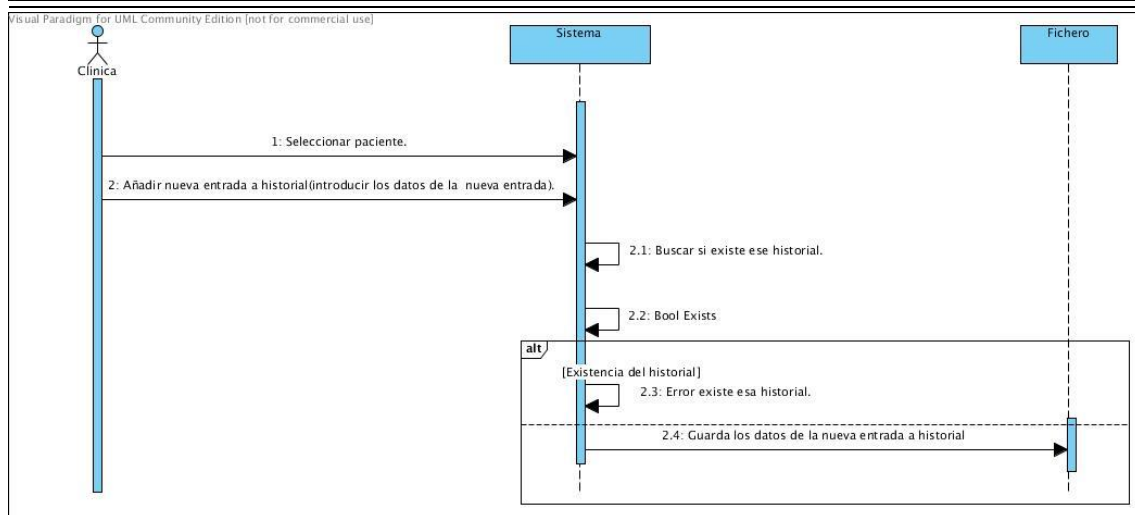 Visual Paradigm for UML Community Edition [not for commercial use]
Sistema
Fichero
Clinica
1: Seleccionar paciente.
2: Añadir nueva entrada a historial(introducir los datos de la  nueva entrada).
2.1: Buscar si existe ese historial.
2.2: Bool Exists
alt
[Existencia del historial]
2.3: Error existe esa historial.
2.4: Guarda los datos de la nueva entrada a historial